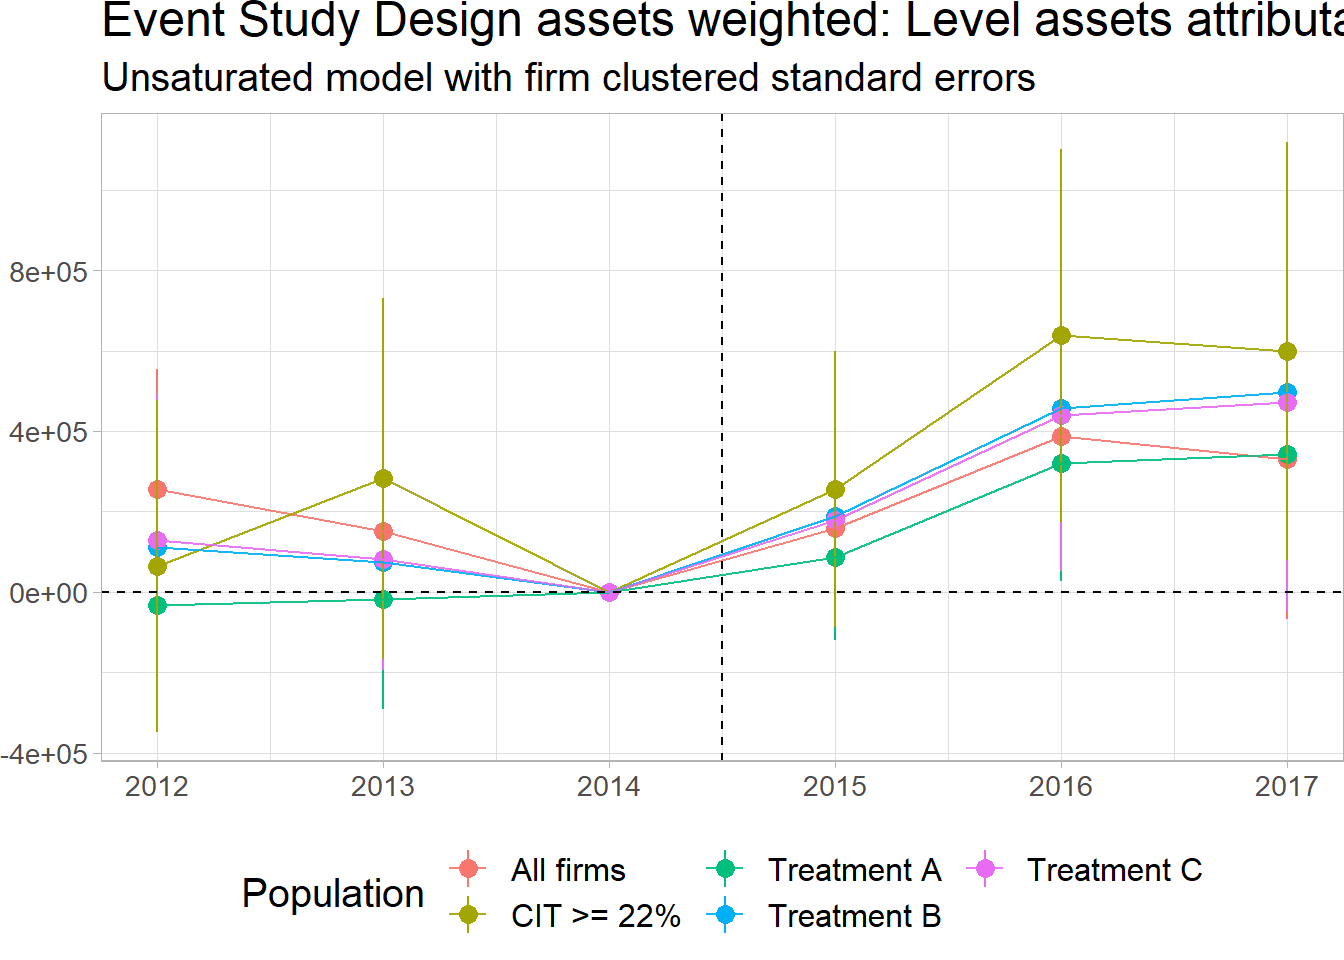 Event Study Design assets weighted: Level assets
Unsaturated model with firm clustered standard errors
8e+05
4e+05
0e+00
-4e+05
2012 2013 2014 2015 2016 2017
Population
All firms
CIT >= 22%
Treatment A
Treatment B
Treatment C